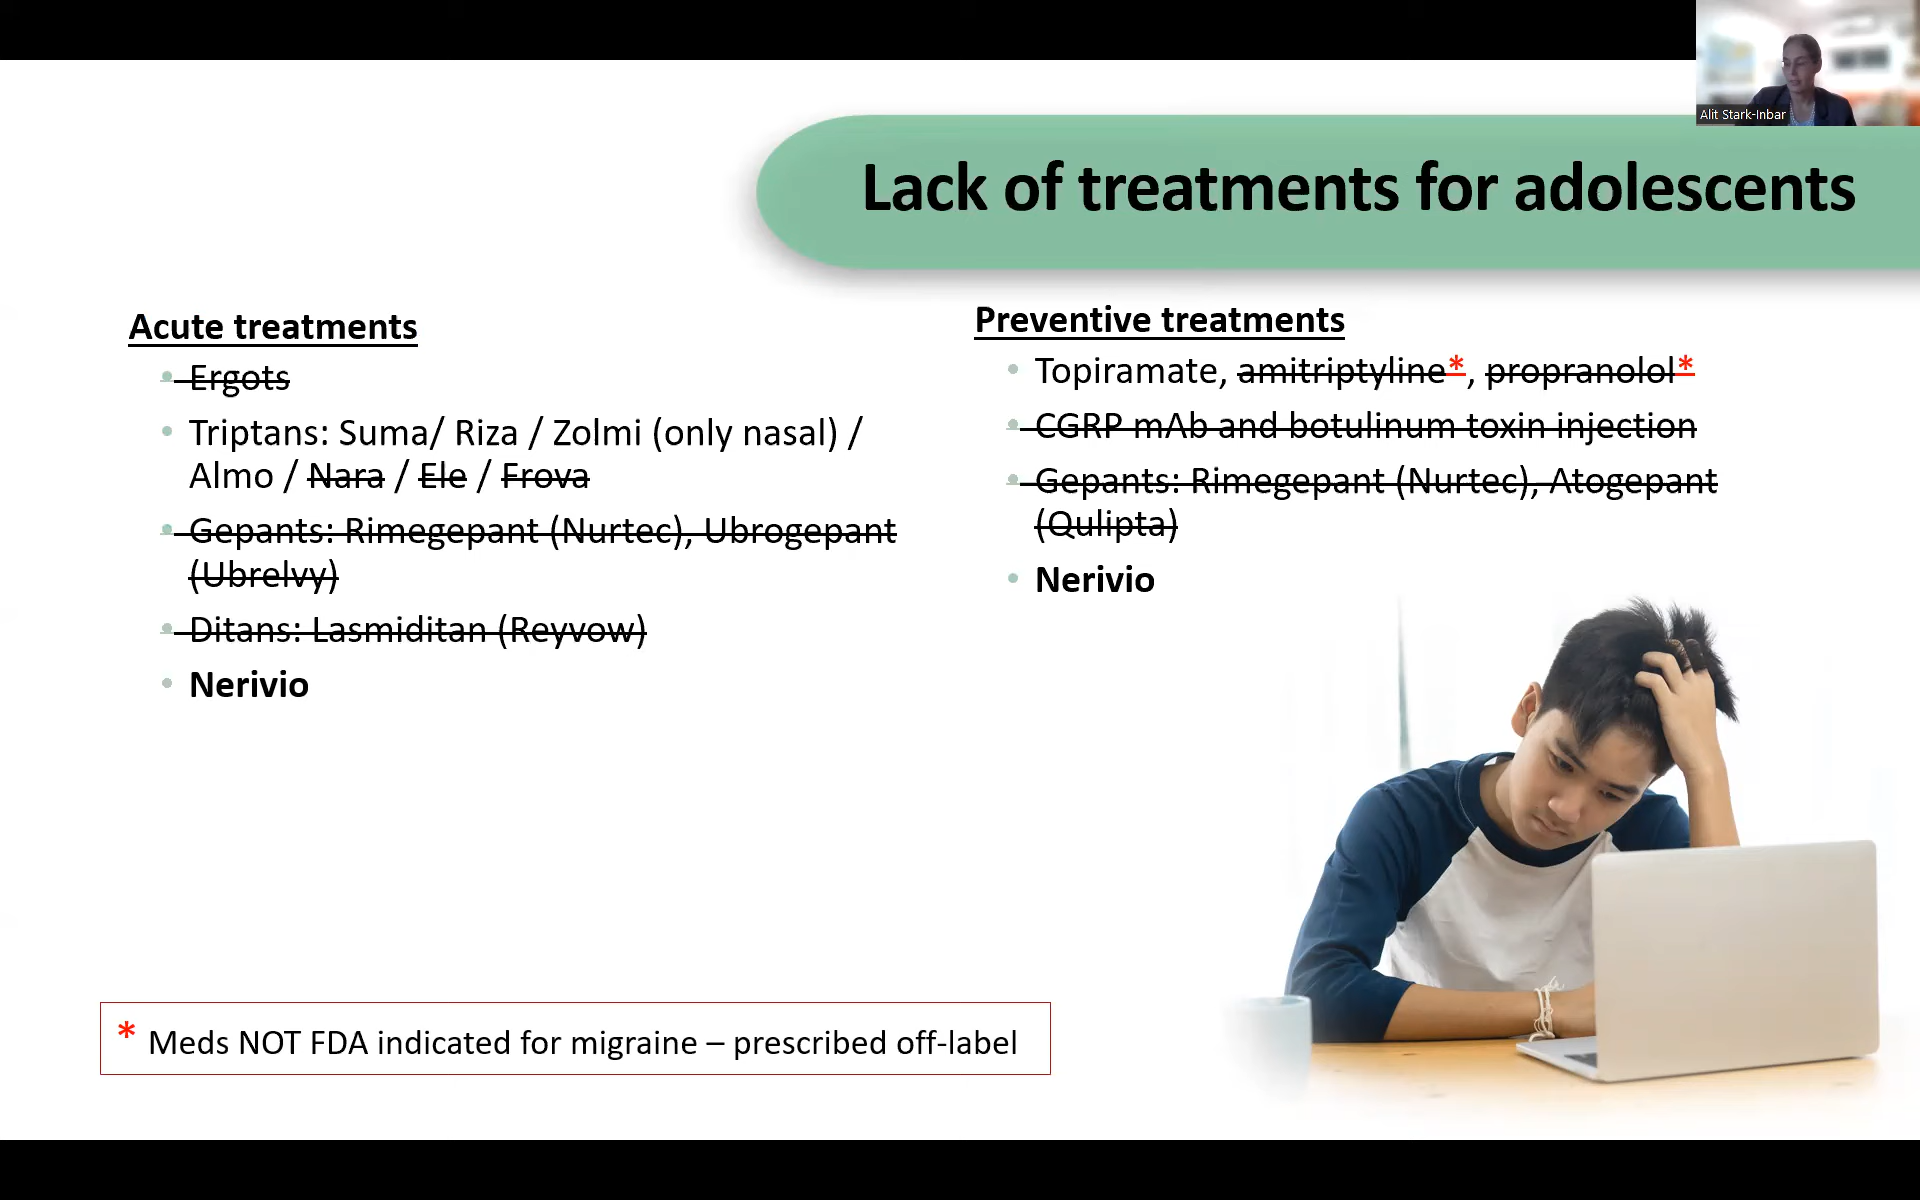 Alit Stark-Inbar
Lack of treatments for adolescents
Acute treatments
• Ergots
• Triptans: Suma/ Riza / Zolmi (only nasal) /
Almo / Nara / Ele / Frova
• Gepants: Rimegepant (Nurtec), Ubrogepant
(Ubrelvy)
• Ditans: Lasmiditan (Reyvow)
• Nerivio
Preventive treatments
• Topiramate, amitriptyline*, propranolol*
• CGRP mAb and botulinum toxin injection
• Gepants: Rimegepant (Nurtec), Atogepant
(Qulipta)
• Nerivio
* Meds NOT FDA indicated for migraine – prescribed off-label